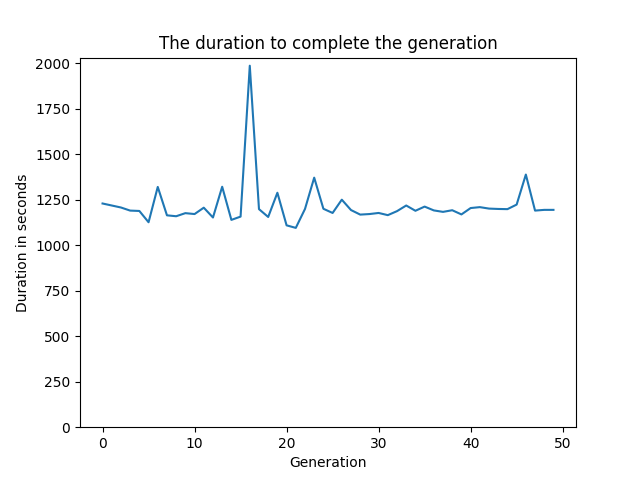 The duration to complete the generation
2000
1750
1500
1250
1000
750
500
250
0
Duration in seconds
0 10 20 30 40 50
Generation